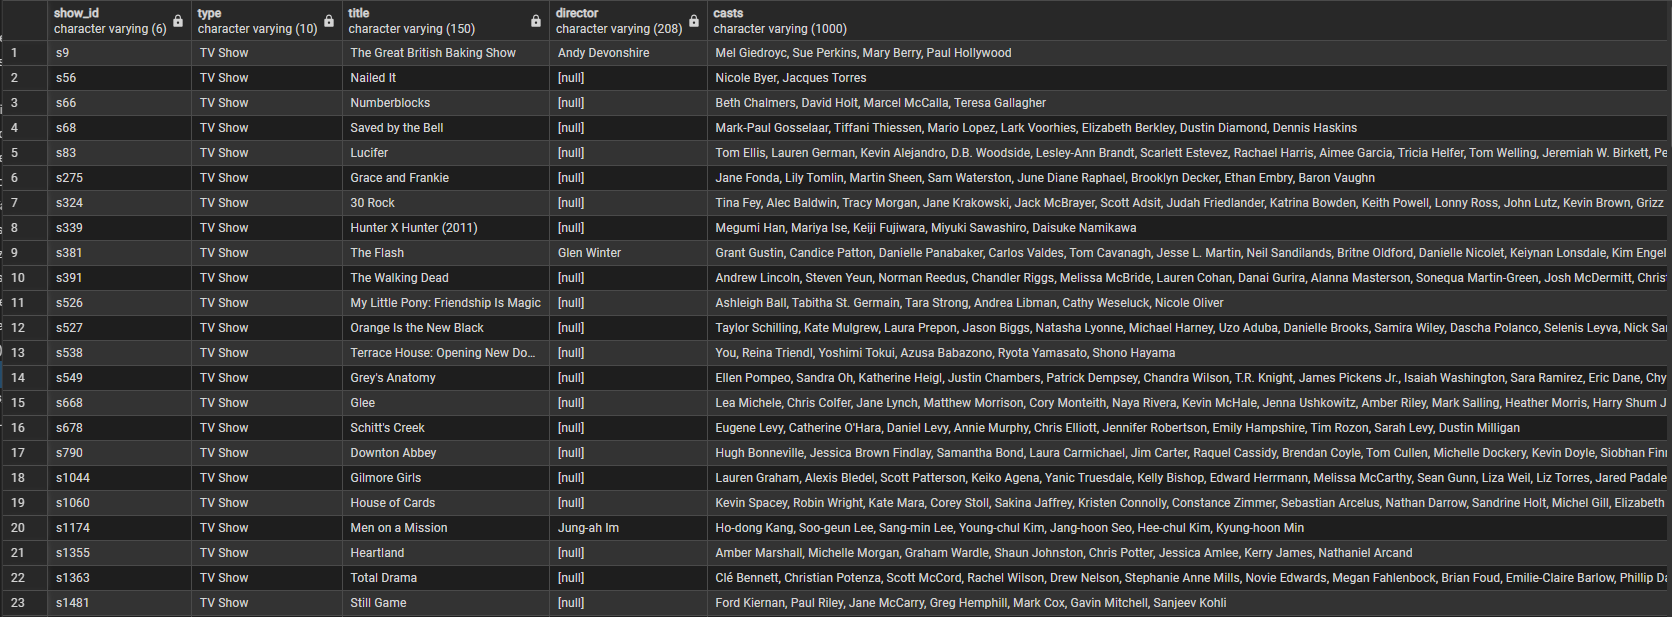 show_id type title director casts
character varying (6) character varying (10) character varying (150) character varying (208) character varying (1000)
1 s9 TV Show The Great British Baking Show Andy Devonshire Mel Giedroyc, Sue Perkins, Mary Berry, Paul Hollywood
2 s56 TV Show Nailed It [null] Nicole Byer, Jacques Torres
3 s66 TV Show Numberblocks [null] Beth Chalmers, David Holt, Marcel McCalla, Teresa Gallagher
4 s68 TV Show Saved by the Bell [null] Mark-Paul Gosselaar, Tiffani Thiessen, Mario Lopez, Lark Voorhies, Elizabeth Berkley, Dustin Diamond, Dennis Haskins
5 s83 TV Show Lucifer [null] Tom Ellis, Lauren German, Kevin Alejandro, D.B. Woodside, Lesley-Ann Brandt, Scarlett Estevez, Rachael Harris, Aimee Garcia, Tricia Helfer, Tom Welling, Jeremiah W. Birkett, Pe
6 s275 TV Show Grace and Frankie [null] Jane Fonda, Lily Tomlin, Martin Sheen, Sam Waterston, June Diane Raphael, Brooklyn Decker, Ethan Embry, Baron Vaughn
7 s324 TV Show 30 Rock [null] Tina Fey, Alec Baldwin, Tracy Morgan, Jane Krakowski, Jack McBrayer, Scott Adsit, Judah Friedlander, Katrina Bowden, Keith Powell, Lonny Ross, John Lutz, Kevin Brown, Grizz
8 s339 TV Show Hunter X Hunter (2011) [null] Megumi Han, Mariya Ise, Keiji Fujiwara, Miyuki Sawashiro, Daisuke Namikawa
9 s381 TV Show The Flash Glen Winter Grant Gustin, Candice Patton, Danielle Panabaker, Carlos Valdes, Tom Cavanagh, Jesse L. Martin, Neil Sandilands, Britne Oldford, Danielle Nicolet, Keiynan Lonsdale, Kim Engel
10 s391 TV Show The Walking Dead [null] Andrew Lincoln, Steven Yeun, Norman Reedus, Chandler Riggs, Melissa McBride, Lauren Cohan, Danai Gurira, Alanna Masterson, Sonequa Martin-Green, Josh McDermitt, Christ
11 s526 TV Show My Little Pony: Friendship Is Magic [null] Ashleigh Ball, Tabitha St. Germain, Tara Strong, Andrea Libman, Cathy Weseluck, Nicole Oliver
12 s527 TV Show Orange Is the New Black [null] Taylor Schilling, Kate Mulgrew, Laura Prepon, Jason Biggs, Natasha Lyonne, Michael Harney, Uzo Aduba, Danielle Brooks, Samira Wiley, Dascha Polanco, Selenis Leyva, Nick Sa
13 s538 TV Show Terrace House: Opening New Do... [null] You, Reina Triendl, Yoshimi Tokui, Azusa Babazono, Ryota Yamasato, Shono Hayama
14 s549 TV Show Grey's Anatomy [null] Ellen Pompeo, Sandra Oh, Katherine Heigl, Justin Chambers, Patrick Dempsey, Chandra Wilson, T.R. Knight, James Pickens Jr., Isaiah Washington, Sara Ramirez, Eric Dane, Chy
15 s668 TV Show Glee [null] Lea Michele, Chris Colfer, Jane Lynch, Matthew Morrison, Cory Monteith, Naya Rivera, Kevin McHale, Jenna Ushkowitz, Amber Riley, Mark Salling, Heather Morris, Harry Shum J
16 s678 TV Show Schitt's Creek [null] Eugene Levy, Catherine O'Hara, Daniel Levy, Annie Murphy, Chris Elliott, Jennifer Robertson, Emily Hampshire, Tim Rozon, Sarah Levy, Dustin Milligan
17 s790 TV Show Downton Abbey [null] Hugh Bonneville, Jessica Brown Findlay, Samantha Bond, Laura Carmichael, Jim Carter, Raquel Cassidy, Brendan Coyle, Tom Cullen, Michelle Dockery, Kevin Doyle, Siobhan Finn
18 s1044 TV Show Gilmore Girls [null] Lauren Graham, Alexis Bledel, Scott Patterson, Keiko Agena, Yanic Truesdale, Kelly Bishop, Edward Herrmann, Melissa McCarthy, Sean Gunn, Liza Weil, Liz Torres, Jared Padale
19 s1060 TV Show House of Cards [null] Kevin Spacey, Robin Wright, Kate Mara, Corey Stoll, Sakina Jaffrey, Kristen Connolly, Constance Zimmer, Sebastian Arcelus, Nathan Darrow, Sandrine Holt, Michel Gill, Elizabeth
20 s1174 TV Show Men on a Mission Jung-ah Im Ho-dong Kang, Soo-geun Lee, Sang-min Lee, Young-chul Kim, Jang-hoon Seo, Hee-chul Kim, Kyung-hoon Min
21 s1355 TV Show Heartland [null] Amber Marshall, Michelle Morgan, Graham Wardle, Shaun Johnston, Chris Potter, Jessica Amlee, Kerry James, Nathaniel Arcand
22 s1363 TV Show Total Drama [null] Clé Bennett, Christian Potenza, Scott McCord, Rachel Wilson, Drew Nelson, Stephanie Anne Mills, Novie Edwards, Megan Fahlenbock, Brian Foud, Emilie-Claire Barlow, Phillip Da
23 s1481 TV Show Still Game [null] Ford Kiernan, Paul Riley, Jane McCarry, Greg Hemphill, Mark Cox, Gavin Mitchell, Sanjeev Kohli